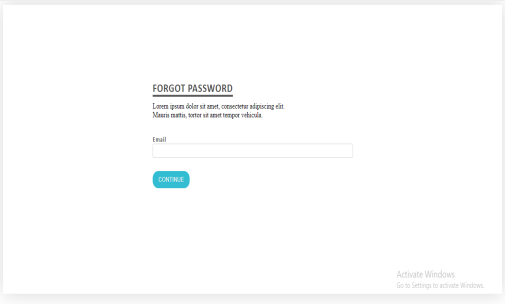 FORGOT PASSWORD
Lorem ipsum dolor sit amet, consectetur adipiscing elit.
Mauris mattis, tortor sit amet tempor vehicula.
Email
CONTINUE
Activate Windows
Go to Settings to activate Windows.